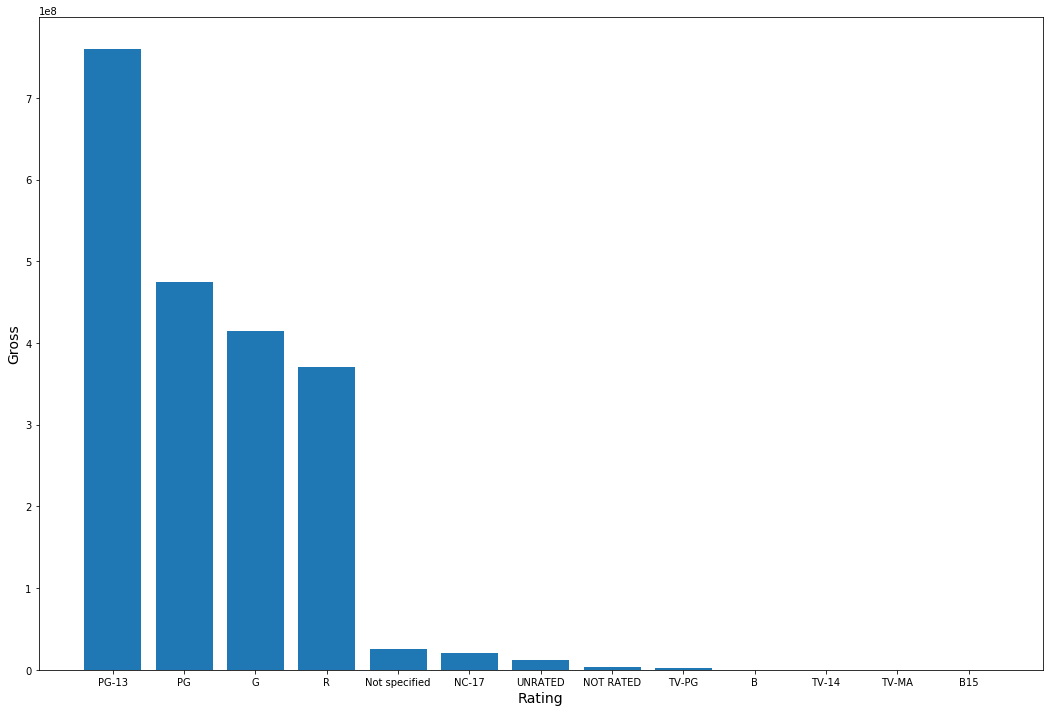 1e8
7
6
5
4
3
2
1
0
Gross
PG-13 PG G R Not specified NC-17 UNRATED NOT RATED TV-PG B TV-14 TV-MA B15
Rating